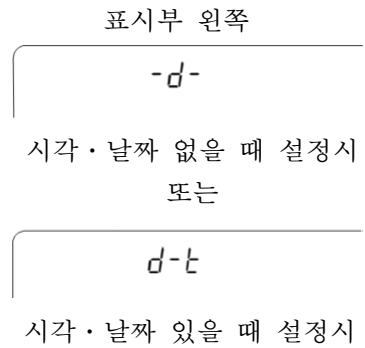 표시부 왼쪽
-d-
시각·날짜 없을 때 설정시
또는
d-t
시각·날짜 있을 때 설정시